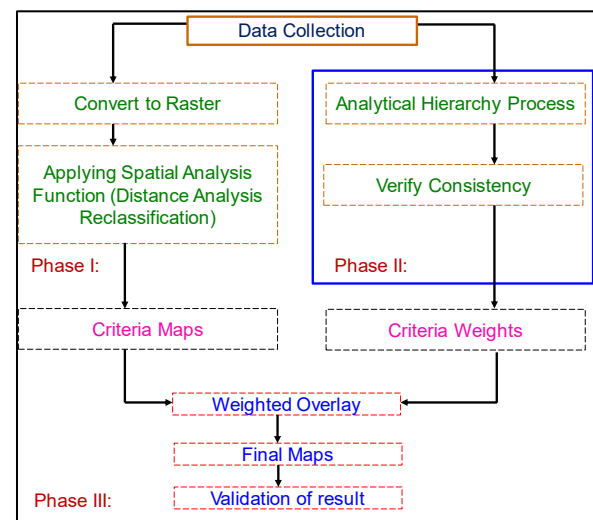 Data Collection
Convert to Raster
Analytical Hierarchy Process
Applying Spatial Analysis
Function (Distance Analysis
Reclassification)
Verify Consistency
Phase I:
Phase II:
Criteria Maps
Criteria Weights
Weighted Overlay
Final Maps
Phase III:
Validation of result